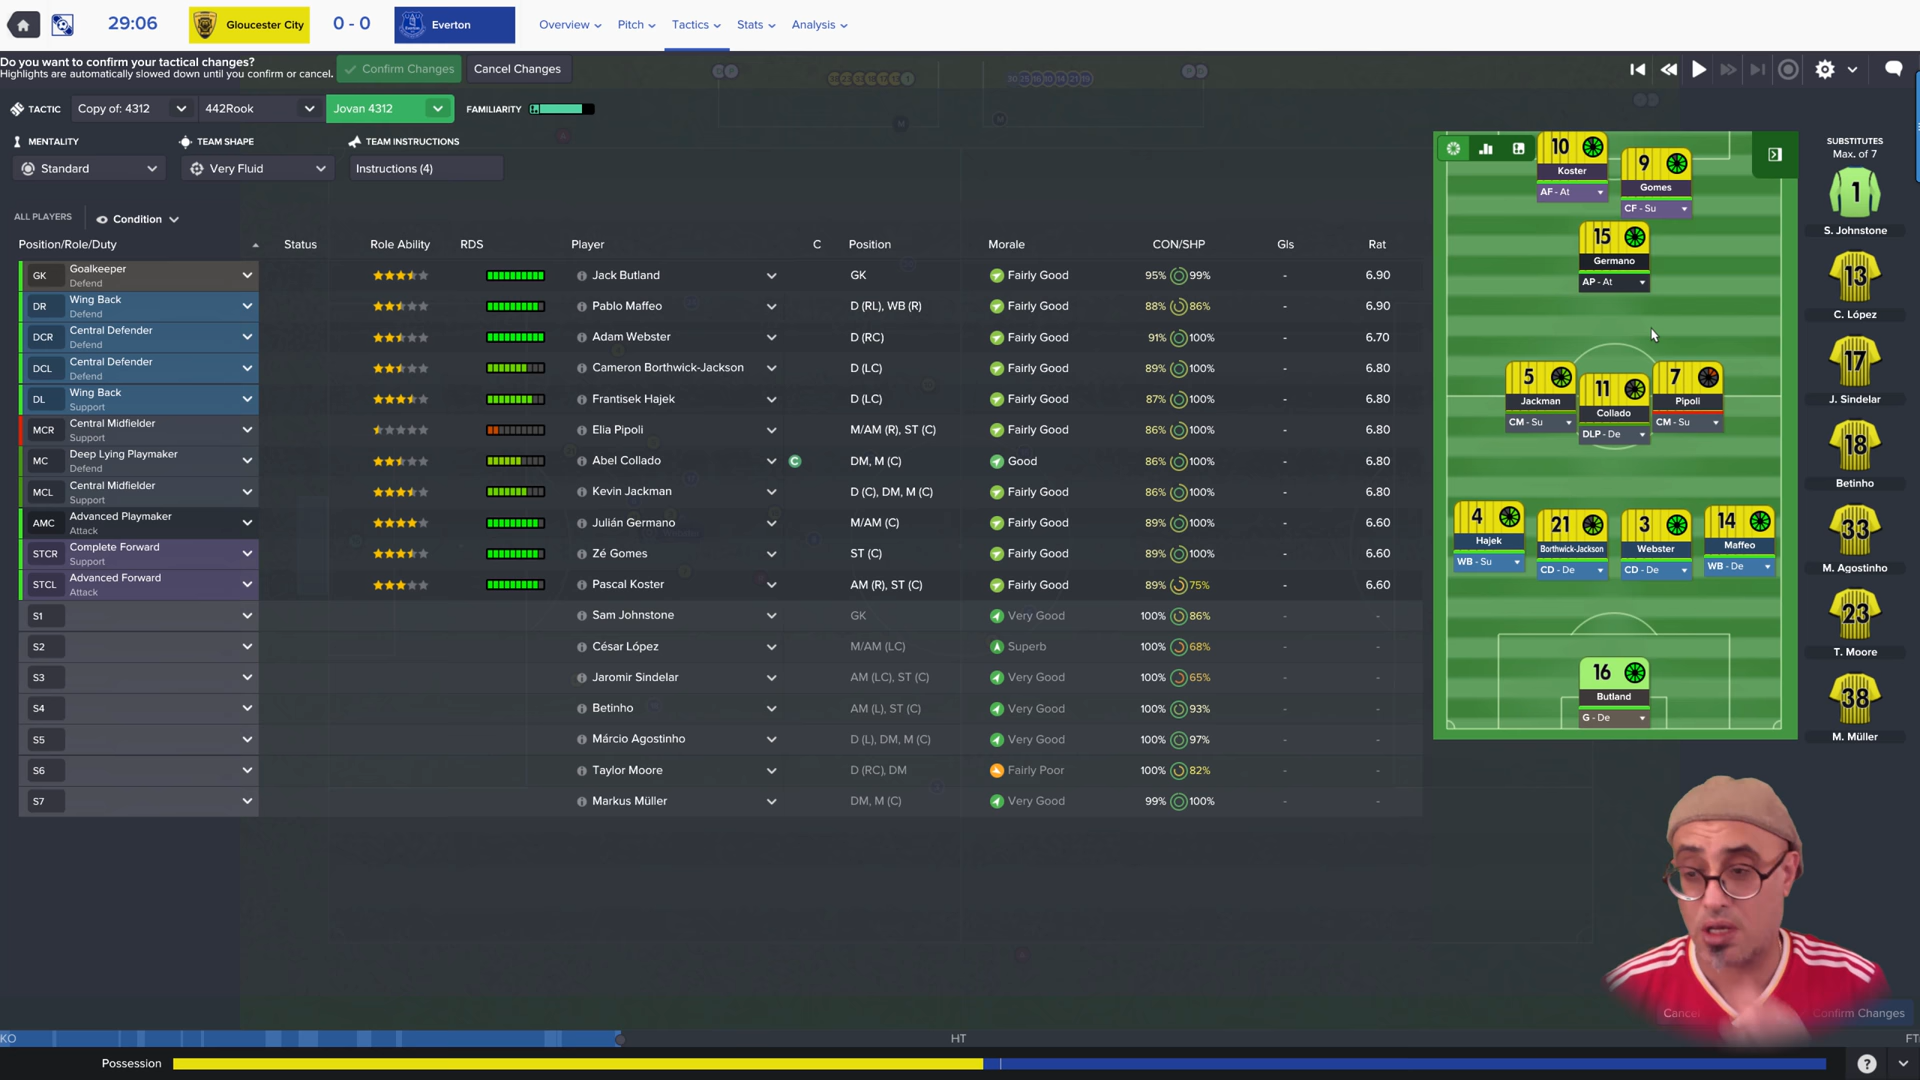 29:06
Gloucester City
0 - 0
Everton
Overview
Pitch
Tactics
Stats
Analysis
Do you want to confirm your tactical changes?
Highlights are automatically slowed down until you confirm or cancel.
Confirm Changes
Cancel Changes
TACTIC
Copy of: 4312
442Rook
Jovan 4312
FAMILIARITY
MENTALITY
TEAM SHAPE
TEAM INSTRUCTIONS
Standard
Very Fluid
Instructions (4)
ALL PLAYERS
Condition
Position/Role/Duty Status Role Ability RDS Player C Position Morale CON/SHP Gls Rat
GK Goalkeeper Defend Jack Butland GK Fairly Good 95% 99% - 6.90
DR Wing Back Defend Pablo Maffeo D (RL), WB (R) Fairly Good 88% 86% - 6.90
DCR Central Defender Defend Adam Webster D (RC) Fairly Good 91% 100% - 6.70
DCL Central Defender Defend Cameron Borthwick-Jackson D (LC) Fairly Good 89% 100% - 6.80
DL Wing Back Support Frantisek Hajek D (LC) Fairly Good 87% 100% - 6.80
MCR Central Midfielder Support Elia Pipoli M/AM (R), ST (C) Fairly Good 86% 100% - 6.80
MC Deep Lying Playmaker Defend Abel Collado C DM, M (C) Good 86% 100% - 6.80
MCL Central Midfielder Support Kevin Jackman D (C), DM, M (C) Fairly Good 86% 100% - 6.80
AMC Advanced Playmaker Attack Julián Germano M/AM (C) Fairly Good 89% 100% - 6.60
STCR Complete Forward Support Zé Gomes ST (C) Fairly Good 89% 100% - 6.60
STCL Advanced Forward Attack Pascal Koster AM (R), ST (C) Fairly Good 89% 75% - 6.60
S1 Sam Johnstone GK Very Good 100% 86% - -
S2 César López M/AM (LC) Superb 100% 68% - -
S3 Jaromir Sindelar AM (LC), ST (C) Very Good 100% 65% - -
S4 Betinho AM (L), ST (C) Very Good 100% 93% - -
S5 Márcio Agostinho D (L), DM, M (C) Very Good 100% 97% - -
S6 Taylor Moore D (RC), DM Fairly Poor 100% 82% - -
S7 Markus Müller DM, M (C) Very Good 99% 100% - -
10
Koster
AF - At
9
Gomes
CF - Su
15
Germano
AP - At
5
Jackman
CM - Su
11
Collado
DLP - De
7
Pipoli
CM - Su
4
Hajek
WB - Su
21
Borthwick-Jackson
CD - De
3
Webster
CD - De
14
Maffeo
WB - De
16
Butland
G - De
SUBSTITUTES
Max. of 7
1
S. Johnstone
13
C. López
17
J. Sindelar
18
Betinho
33
M. Agostinho
23
T. Moore
38
M. Müller
Cancel
Confirm Changes
KO
HT
FT
Possession
?